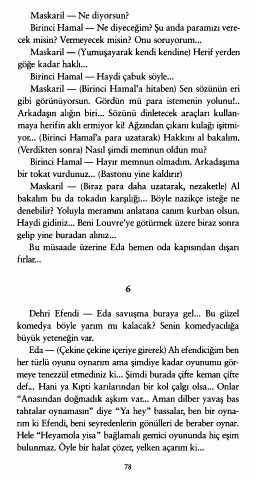 Maskaril — Ne diyorsun?
Birinci Hamal — Ne diyeceğim? Şu anda paramızı vere-
cek misin? Vermeyecek misin? Onu soruyorum...
Maskaril — (Yumuşayarak kendi kendine) Herif yerden
göğe kadar haklı...
Birinci Hamal — Haydi çabuk söyle...
Maskaril — (Birinci Hamal'a hitaben) Sen sözünün eri
gibi görünüyorsun. Gördün mü para istemenin yolunu!..
Arkadaşın alığın biri... Sözünü dinletecek araçları kullan-
maya herifin aklı ermiyor ki! Ağzından çıkanı kulağı işitmi-
yor... (Birinci Hamal'a para uzatarak) Hakkını al bakalım.
(Verdikten sonra) Nasıl şimdi memnun oldun mu?
Birinci Hamal — Hayır memnun olmadım. Arkadaşıma
bir tokat vurdunuz... (Bastonu yine kaldırır)
Maskaril — (Biraz para daha uzatarak, nezaketle) Al
bakalım bu da tokadın karşılığı... Böyle nazikçe isteğe ne
denebilir? Yoluyla meramını anlatana canım kurban olsun.
Haydi gidiniz... Beni Louvre'ye götürmek üzere biraz sonra
gelip yine buradan alınız...
Bu müsaade üzerine Eda hemen oda kapısından dışarı
fırlar...
6
Dehri Efendi — Eda savuşma buraya gel... Bu güzel
komedya böyle yarım mı kalacak? Senin komedyacılığa
büyük yeteneğin var.
Eda — (Çekine çekine içeriye girerek) Ah efendiciğim ben
her türlü oyunu oynarım ama şimdiye kadar oyunumu gör-
meye tenezzül etmediniz ki... Şimdi burada çifte keman çifte
def... Hani ya Kıpti karılarından bir kol çalgı olsa... Onlar
"Anasından doğmadık aşkım var... Aman dilber yavaş bas
tahtalar oynamasın" diye "Ya hey" bassalar, ben bir oyna-
rım ki Efendi, beni seyredenlerin gönülleri de beraber oynar.
Hele "Heyamola yisa" bağlamalı gemici oyununda hiç eşim
bulunmaz. Öyle bir halat çözer, yelken açarım ki...
78